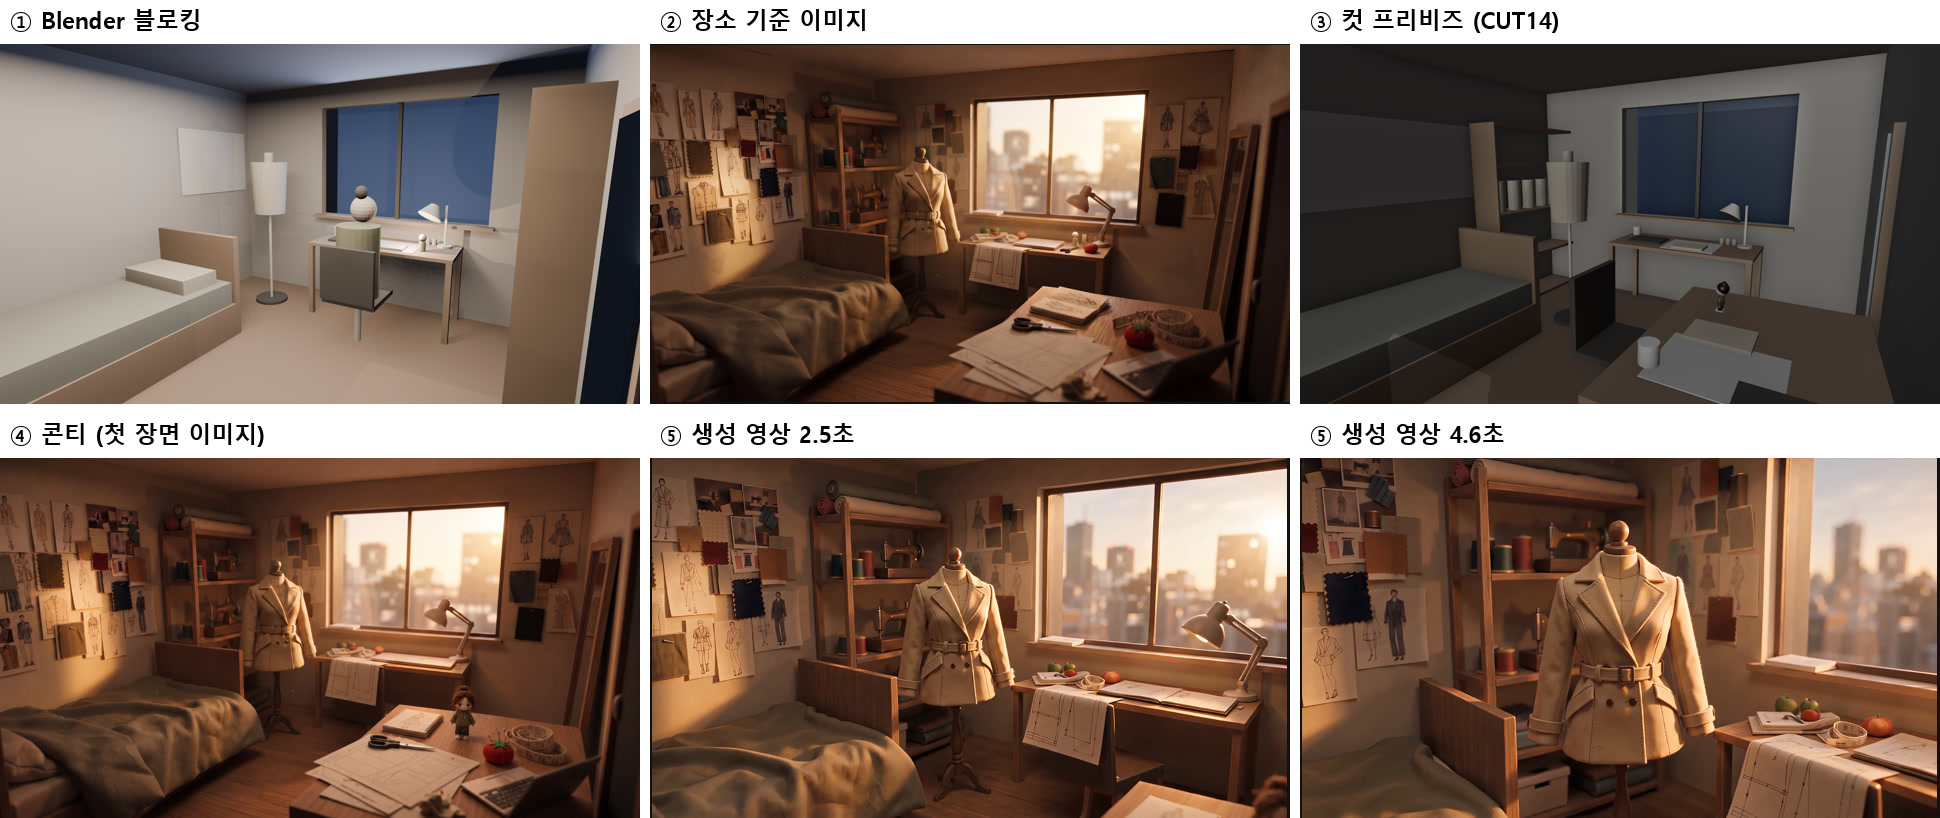 ① Blender 블로킹
② 장소 기준 이미지
③ 컷 프리비즈 (CUT14)
④ 콘티 (첫 장면 이미지)
⑤ 생성 영상 2.5초
⑤ 생성 영상 4.6초